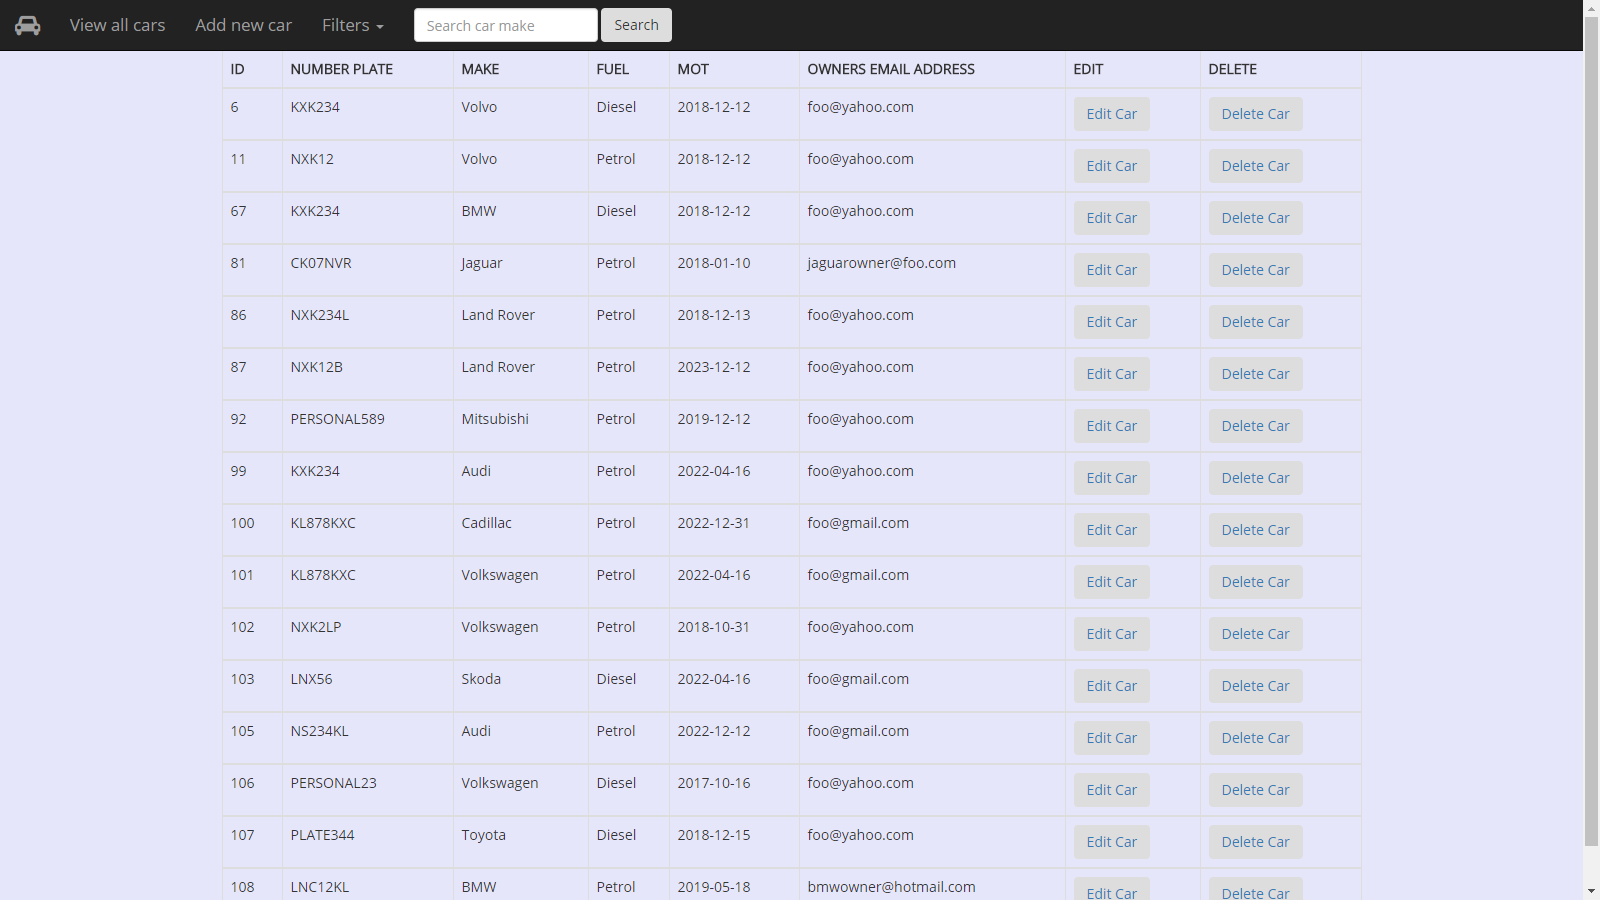 View all cars Add new car Filters Search car make Search
ID NUMBER PLATE MAKE FUEL MOT OWNERS EMAIL ADDRESS EDIT DELETE
6 KXK234 Volvo Diesel 2018-12-12 foo@yahoo.com Edit Car Delete Car
11 NXK12 Volvo Petrol 2018-12-12 foo@yahoo.com Edit Car Delete Car
67 KXK234 BMW Diesel 2018-12-12 foo@yahoo.com Edit Car Delete Car
81 CK07NVR Jaguar Petrol 2018-01-10 jaguarowner@foo.com Edit Car Delete Car
86 NXK234L Land Rover Petrol 2018-12-13 foo@yahoo.com Edit Car Delete Car
87 NXK12B Land Rover Petrol 2023-12-12 foo@yahoo.com Edit Car Delete Car
92 PERSONAL589 Mitsubishi Petrol 2019-12-12 foo@yahoo.com Edit Car Delete Car
99 KXK234 Audi Petrol 2022-04-16 foo@yahoo.com Edit Car Delete Car
100 KL878KXC Cadillac Petrol 2022-12-31 foo@gmail.com Edit Car Delete Car
101 KL878KXC Volkswagen Petrol 2022-04-16 foo@gmail.com Edit Car Delete Car
102 NXK2LP Volkswagen Petrol 2018-10-31 foo@yahoo.com Edit Car Delete Car
103 LNX56 Skoda Diesel 2022-04-16 foo@gmail.com Edit Car Delete Car
105 NS234KL Audi Petrol 2022-12-12 foo@gmail.com Edit Car Delete Car
106 PERSONAL23 Volkswagen Diesel 2017-10-16 foo@yahoo.com Edit Car Delete Car
107 PLATE344 Toyota Diesel 2018-12-15 foo@yahoo.com Edit Car Delete Car
108 LNC12KL BMW Petrol 2019-05-18 bmwowner@hotmail.com Edit Car Delete Car